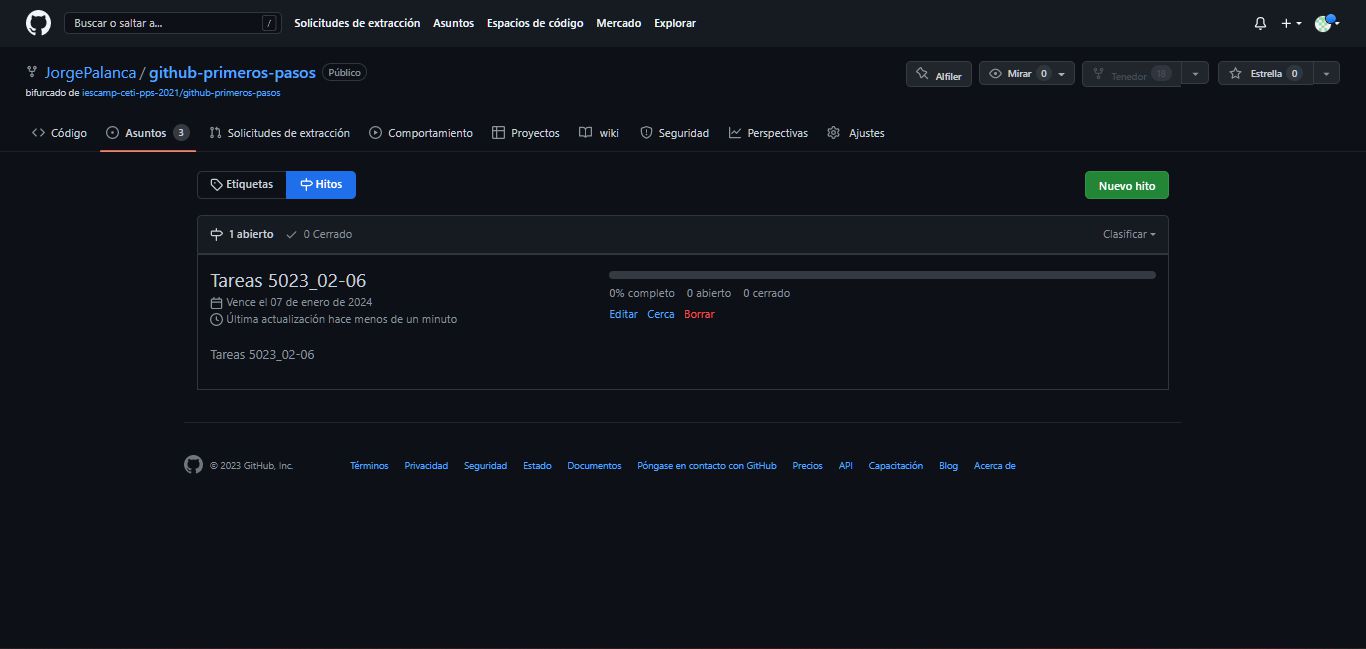 Buscar o saltar a... / Solicitudes de extracción Asuntos Espacios de código Mercado Explorar
JorgePalanca / github-primeros-pasos Público Alfiler Mirar 0 Tenedor 18 Estrella 0
bifurcado de iescamp-ceti-pps-2021/github-primeros-pasos
Código Asuntos 3 Solicitudes de extracción Comportamiento Proyectos wiki Seguridad Perspectivas Ajustes
Etiquetas Hitos Nuevo hito
1 abierto 0 Cerrado Clasificar
Tareas 5023_02-06
Vence el 07 de enero de 2024
Última actualización hace menos de un minuto
Tareas 5023_02-06
0% completo 0 abierto 0 cerrado
Editar Cerca Borrar
© 2023 GitHub, Inc. Términos Privacidad Seguridad Estado Documentos Póngase en contacto con GitHub Precios API Capacitación Blog Acerca de